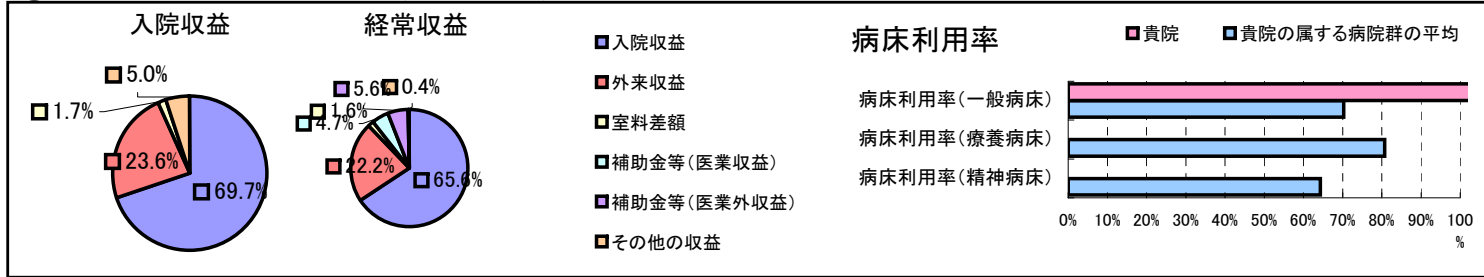 入院収益
5.0%
1.7%
23.6%
69.7%
経常収益
5.6%
0.4%
1.6%
4.7%
22.2%
65.6%
入院収益
外来収益
室料差額
補助金等(医業収益)
補助金等(医業外収益)
その他の収益
病床利用率
貴院
貴院の属する病院群の平均
病床利用率(一般病床)
病床利用率(療養病床)
病床利用率(精神病床)
0% 10% 20% 30% 40% 50% 60% 70% 80% 90% 100
%